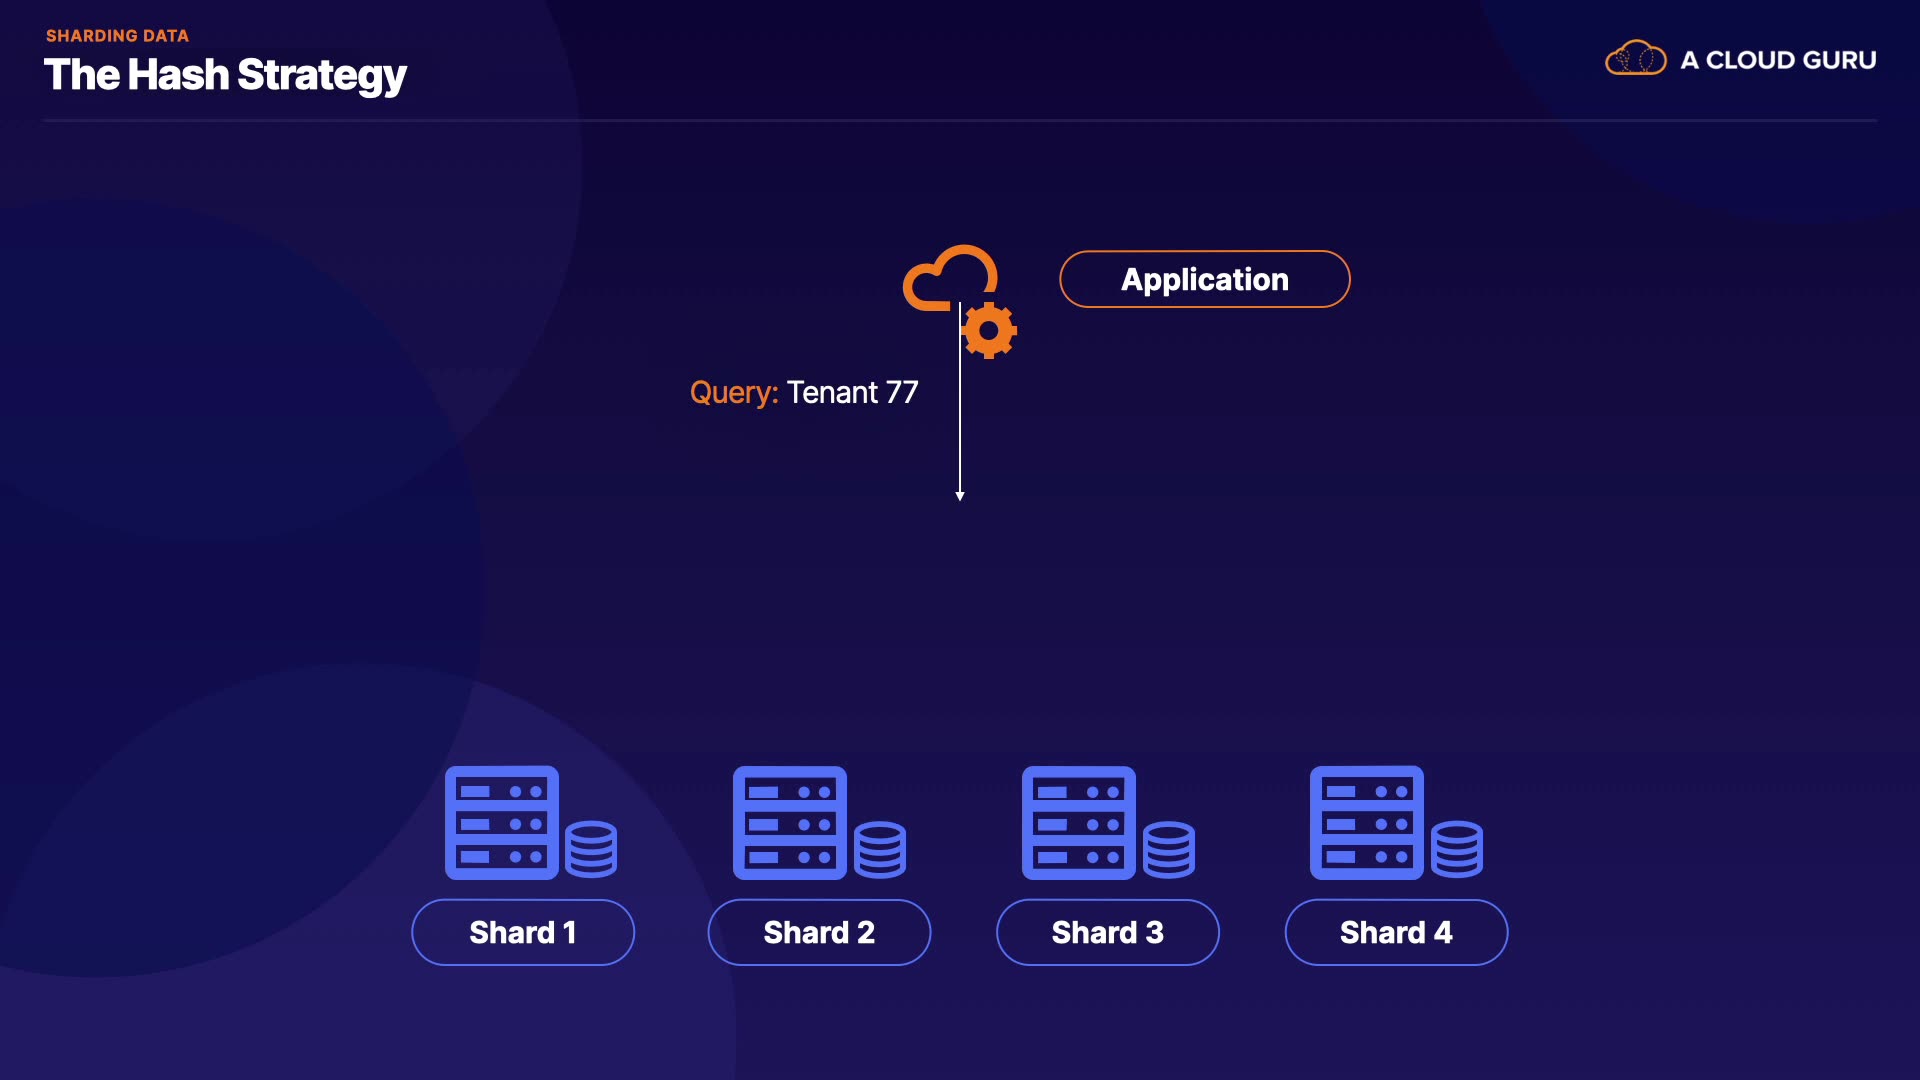 SHARDING DATA
The Hash Strategy
A CLOUD GURU
Application
Query: Tenant 77
Shard 1
Shard 2
Shard 3
Shard 4